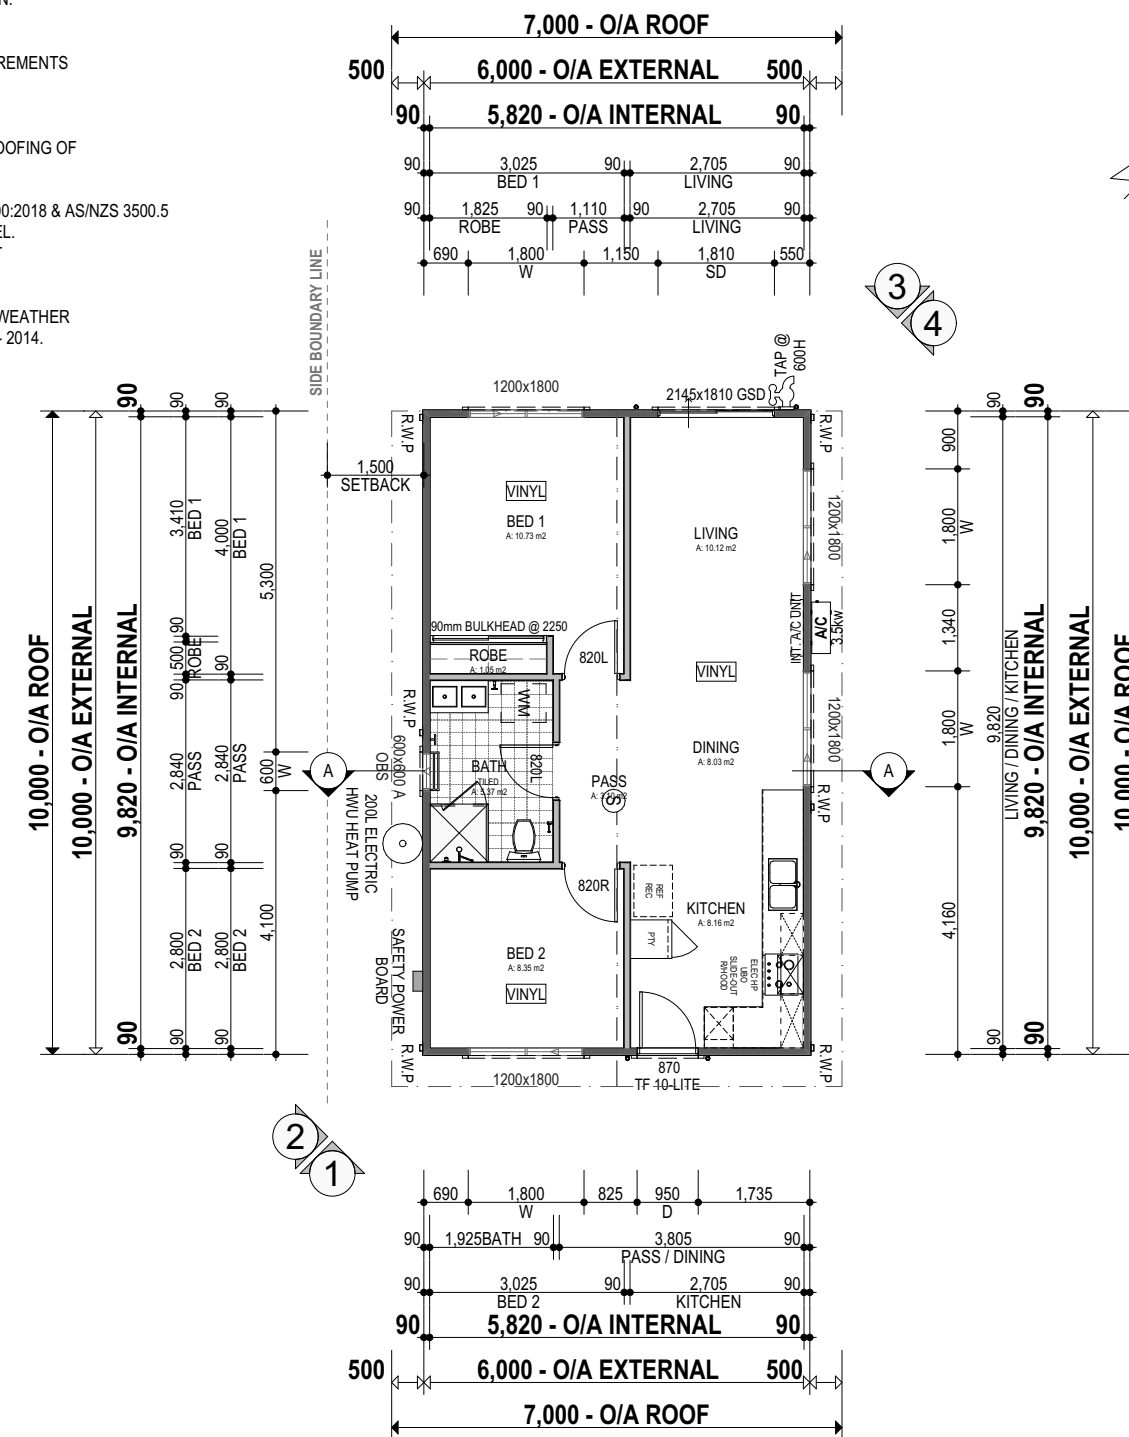 N.
REMENTS
OOFING OF
00:2018 & AS/NZS 3500.5
EL.
WEATHER
- 2014.
7,000 - O/A ROOF
500 6,000 - O/A EXTERNAL 500
90 5,820 - O/A INTERNAL 90
90 3,025 90 2,705 90
BED 1 LIVING
90 1,825 90 1,110 90 2,705 90
ROBE PASS LIVING
690 1,800 1,150 1,810 550
W SD
SIDE BOUNDARY LINE
3
4
TAP @
600H
1200x1800
2145x1810 GSD
R.W.P
R.W.P
1,500
SETBACK
VINYL
BED 1
A: 10.73 m2
LIVING
A: 10.12 m2
1200x1800
90mm BULKHEAD @ 2250
ROBE
A: 1.05 m2
820L
INT. A/C UNIT
A/C
3.5KW
VINYL
R.W.P
WM
1200x1800
600x600 A
OBS
BATH
TILED
A: 5.37 m2
820L
DINING
A: 8.03 m2
PASS
S
A
A
R.W.P
200L ELECTRIC
HWU HEAT PUMP
820R
REF
REC
PTY
KITCHEN
A: 8.16 m2
ELEC HP
UBO
SLIDE-OUT
R/HOOD
BED 2
A: 8.35 m2
VINYL
SAFETY POWER
BOARD
R.W.P
R.W.P
1200x1800
870
TF 10-LITE
10,000 - O/A ROOF
10,000 - O/A EXTERNAL
90 9,820 - O/A INTERNAL 90
90 3,410 90 500 90 2,840 90 2,800 90
BED 1 ROBE PASS BED 2
90 4,000 90 2,840 90 2,800 90
BED 1 PASS BED 2
5,300 600 4,100
W
900 1,800 1,340 1,800 4,160
W W
90 9,820 90
LIVING / DINING / KITCHEN
90 9,820 - O/A INTERNAL 90
10,000 - O/A EXTERNAL
10,000 - O/A ROOF
2
1
690 1,800 825 950 1,735
W D
90 1,925 BATH 90 3,805 90
PASS / DINING
90 3,025 90 2,705 90
BED 2 KITCHEN
90 5,820 - O/A INTERNAL 90
500 6,000 - O/A EXTERNAL 500
7,000 - O/A ROOF